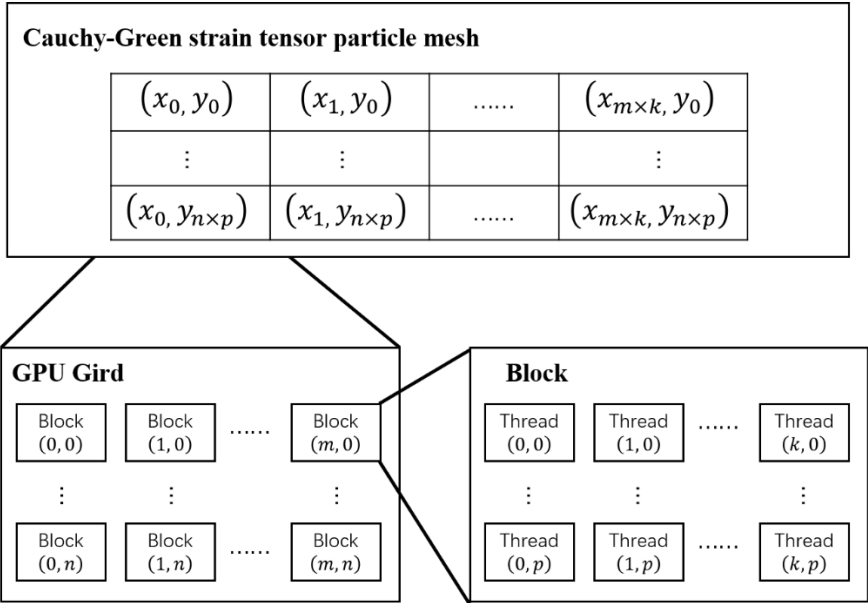 Cauchy-Green strain tensor particle mesh
(x₀, y₀) (x₁, y₀) ...... (xₘ×ₖ, y₀)
⋮ ⋮ ⋮
(x₀, yₙ×ₚ) (x₁, yₙ×ₚ) ...... (xₘ×ₖ, yₙ×ₚ)
GPU Gird
Block Block Block
(0, 0) (1, 0) ...... (m, 0)
⋮ ⋮ ⋮
Block Block Block
(0, n) (1, n) ...... (m, n)
Block
Thread Thread Thread
(0, 0) (1, 0) ...... (k, 0)
⋮ ⋮ ⋮
Thread Thread Thread
(0, p) (1, p) ...... (k, p)